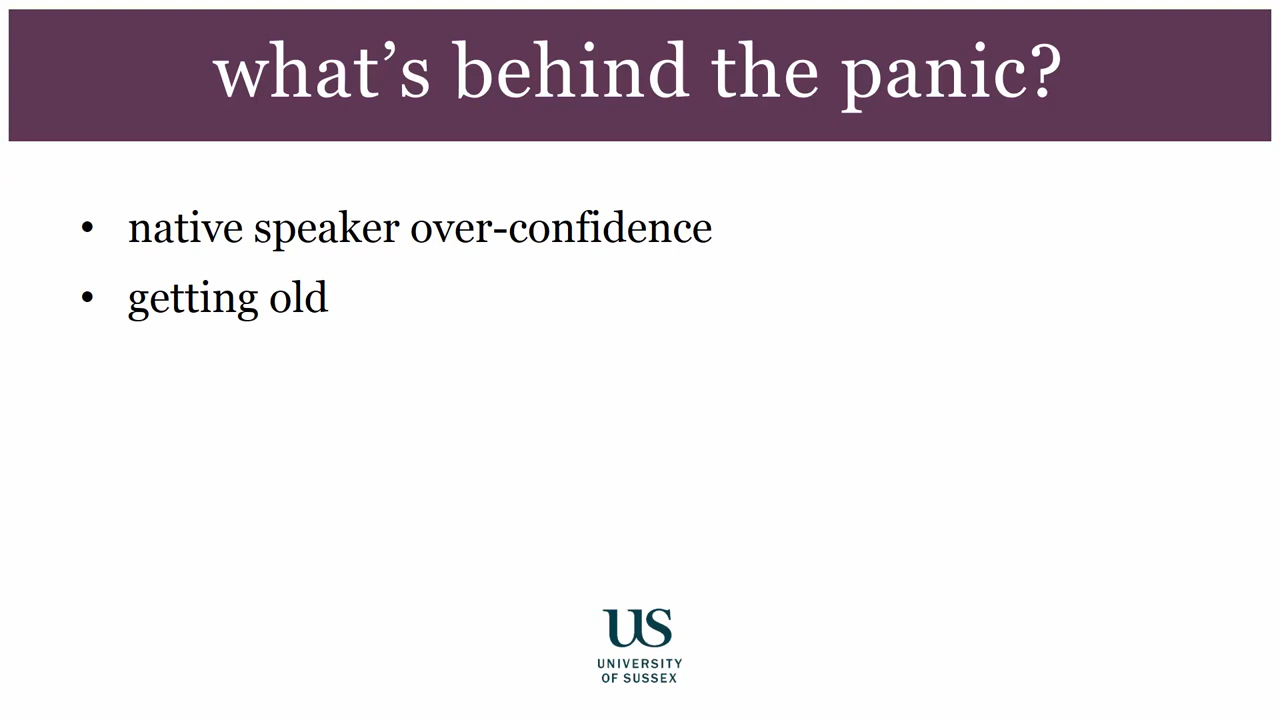 what’s behind the panic?
• native speaker over-confidence
• getting old
US
UNIVERSITY
OF SUSSEX